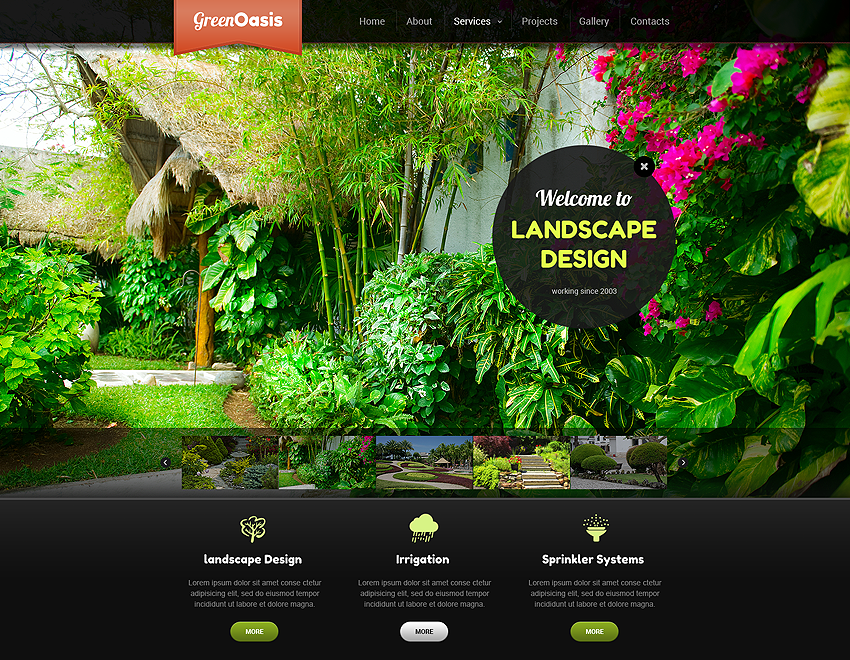 GreenOasis
Home About Services Projects Gallery Contacts
Welcome to
LANDSCAPE
DESIGN
working since 2003
landscape Design
Lorem ipsum dolor sit amet conse ctetur
adipisicing elit, sed do eiusmod tempor
incididunt ut labore et dolore magna.
MORE
Irrigation
Lorem ipsum dolor sit amet conse ctetur
adipisicing elit, sed do eiusmod tempor
incididunt ut labore et dolore magna.
MORE
Sprinkler Systems
Lorem ipsum dolor sit amet conse ctetur
adipisicing elit, sed do eiusmod tempor
incididunt ut labore et dolore magna.
MORE